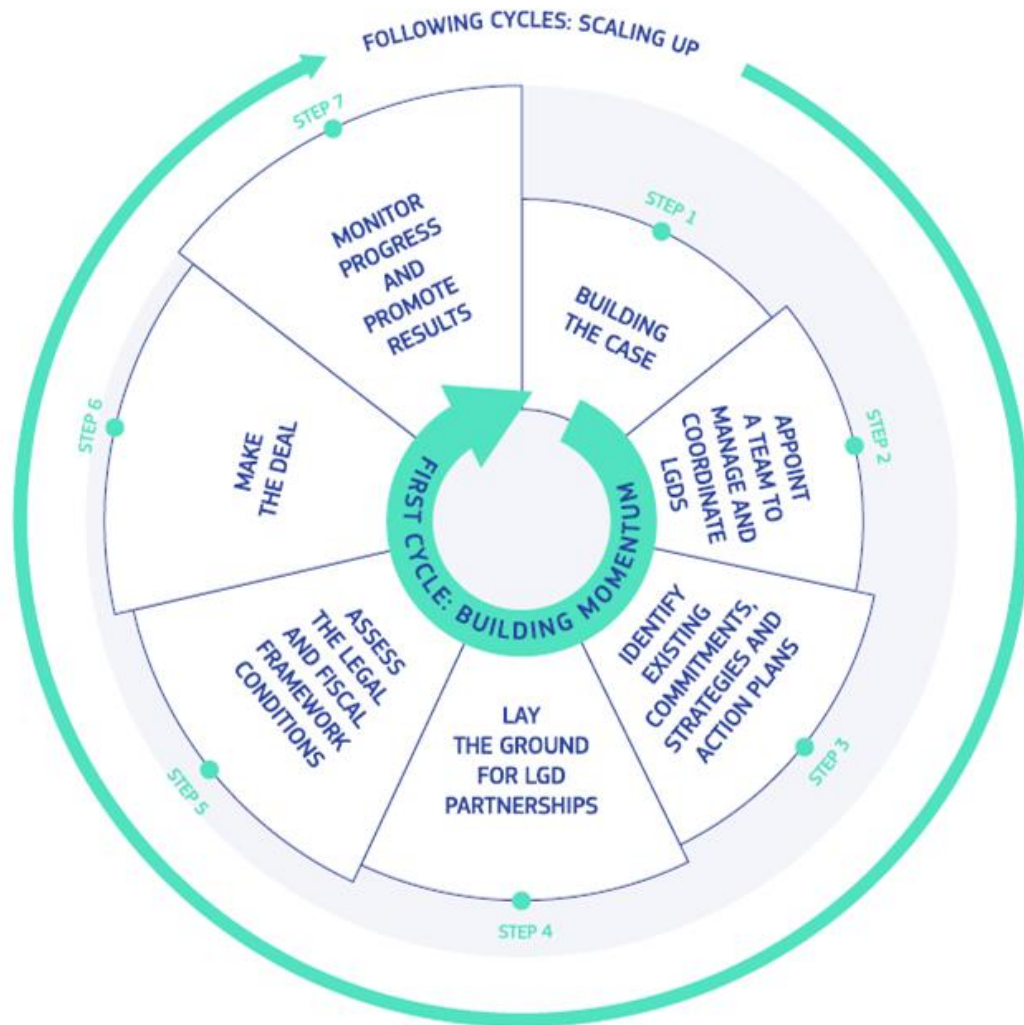 FOLLOWING CYCLES: SCALING UP
STEP 1
BUILDING
THE CASE
STEP 2
APPOINT
A TEAM TO
MANAGE AND
COORDINATE
LGDS
STEP 3
IDENTIFY
EXISTING
COMMITMENTS,
STRATEGIES AND
ACTION PLANS
STEP 4
LAY
THE GROUND
FOR LGD
PARTNERSHIPS
STEP 5
ASSESS
THE LEGAL
AND FISCAL
FRAMEWORK
CONDITIONS
STEP 6
MAKE
THE DEAL
STEP 7
MONITOR
PROGRESS
AND
PROMOTE
RESULTS
FIRST CYCLE: BUILDING MOMENTUM